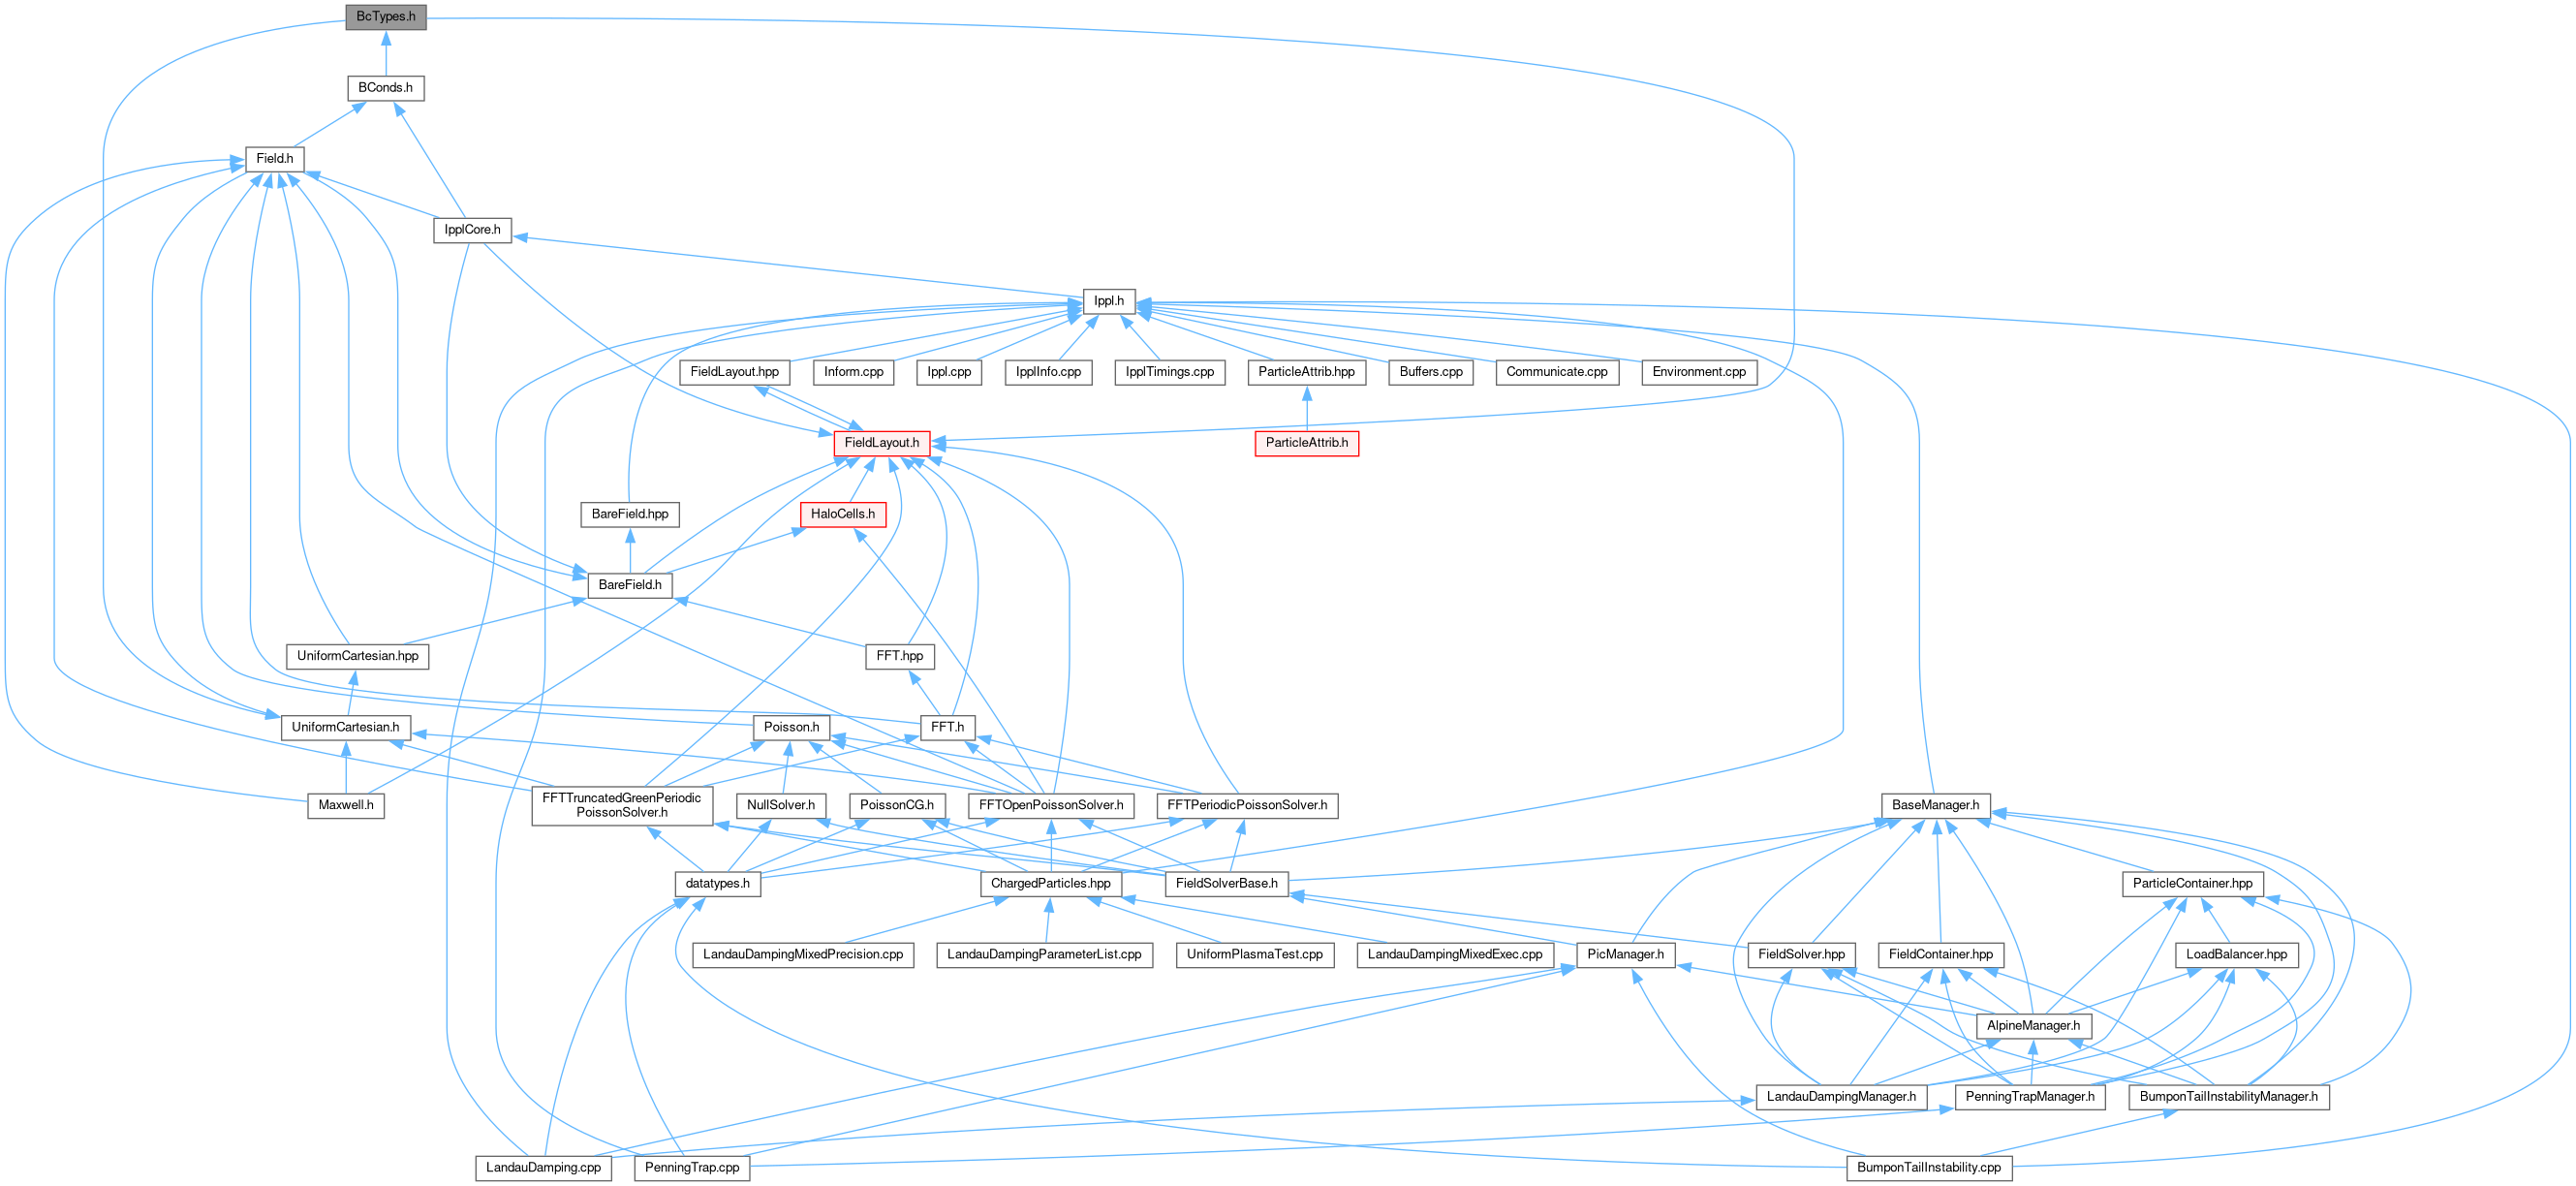 BcTypes.h
BConds.h
Field.h
IpplCore.h
Ippl.h
FieldLayout.hpp
Inform.cpp
Ippl.cpp
IpplInfo.cpp
IpplTimings.cpp
ParticleAttrib.hpp
Buffers.cpp
Communicate.cpp
Environment.cpp
FieldLayout.h
ParticleAttrib.h
BareField.hpp
HaloCells.h
BareField.h
UniformCartesian.hpp
FFT.hpp
UniformCartesian.h
Poisson.h
FFT.h
Maxwell.h
FFTTruncatedGreenPeriodic
PoissonSolver.h
NullSolver.h
PoissonCG.h
FFTOpenPoissonSolver.h
FFTPeriodicPoissonSolver.h
BaseManager.h
datatypes.h
ChargedParticles.hpp
FieldSolverBase.h
ParticleContainer.hpp
LandauDampingMixedPrecision.cpp
LandauDampingParameterList.cpp
UniformPlasmaTest.cpp
LandauDampingMixedExec.cpp
PicManager.h
FieldSolver.hpp
FieldContainer.hpp
LoadBalancer.hpp
AlpineManager.h
LandauDampingManager.h
PenningTrapManager.h
BumponTailInstabilityManager.h
LandauDamping.cpp
PenningTrap.cpp
BumponTailInstability.cpp